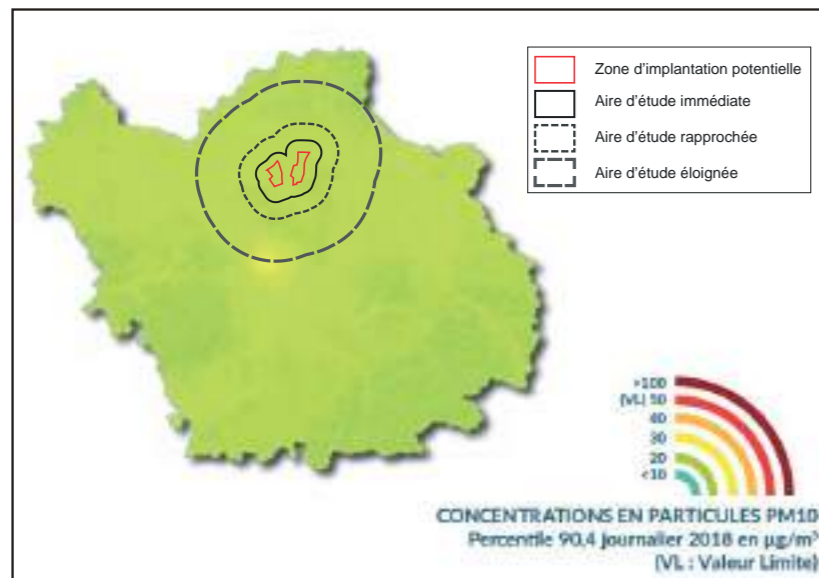 Zone d'implantation potentielle
Aire d'étude immédiate
Aire d'étude rapprochée
Aire d'étude éloignée
>100
(VL) 50
40
30
20
<10
CONCENTRATIONS EN PARTICULES PM10
Percentile 90,4 journalier 2018 en µg/m³
(VL : Valeur Limite)